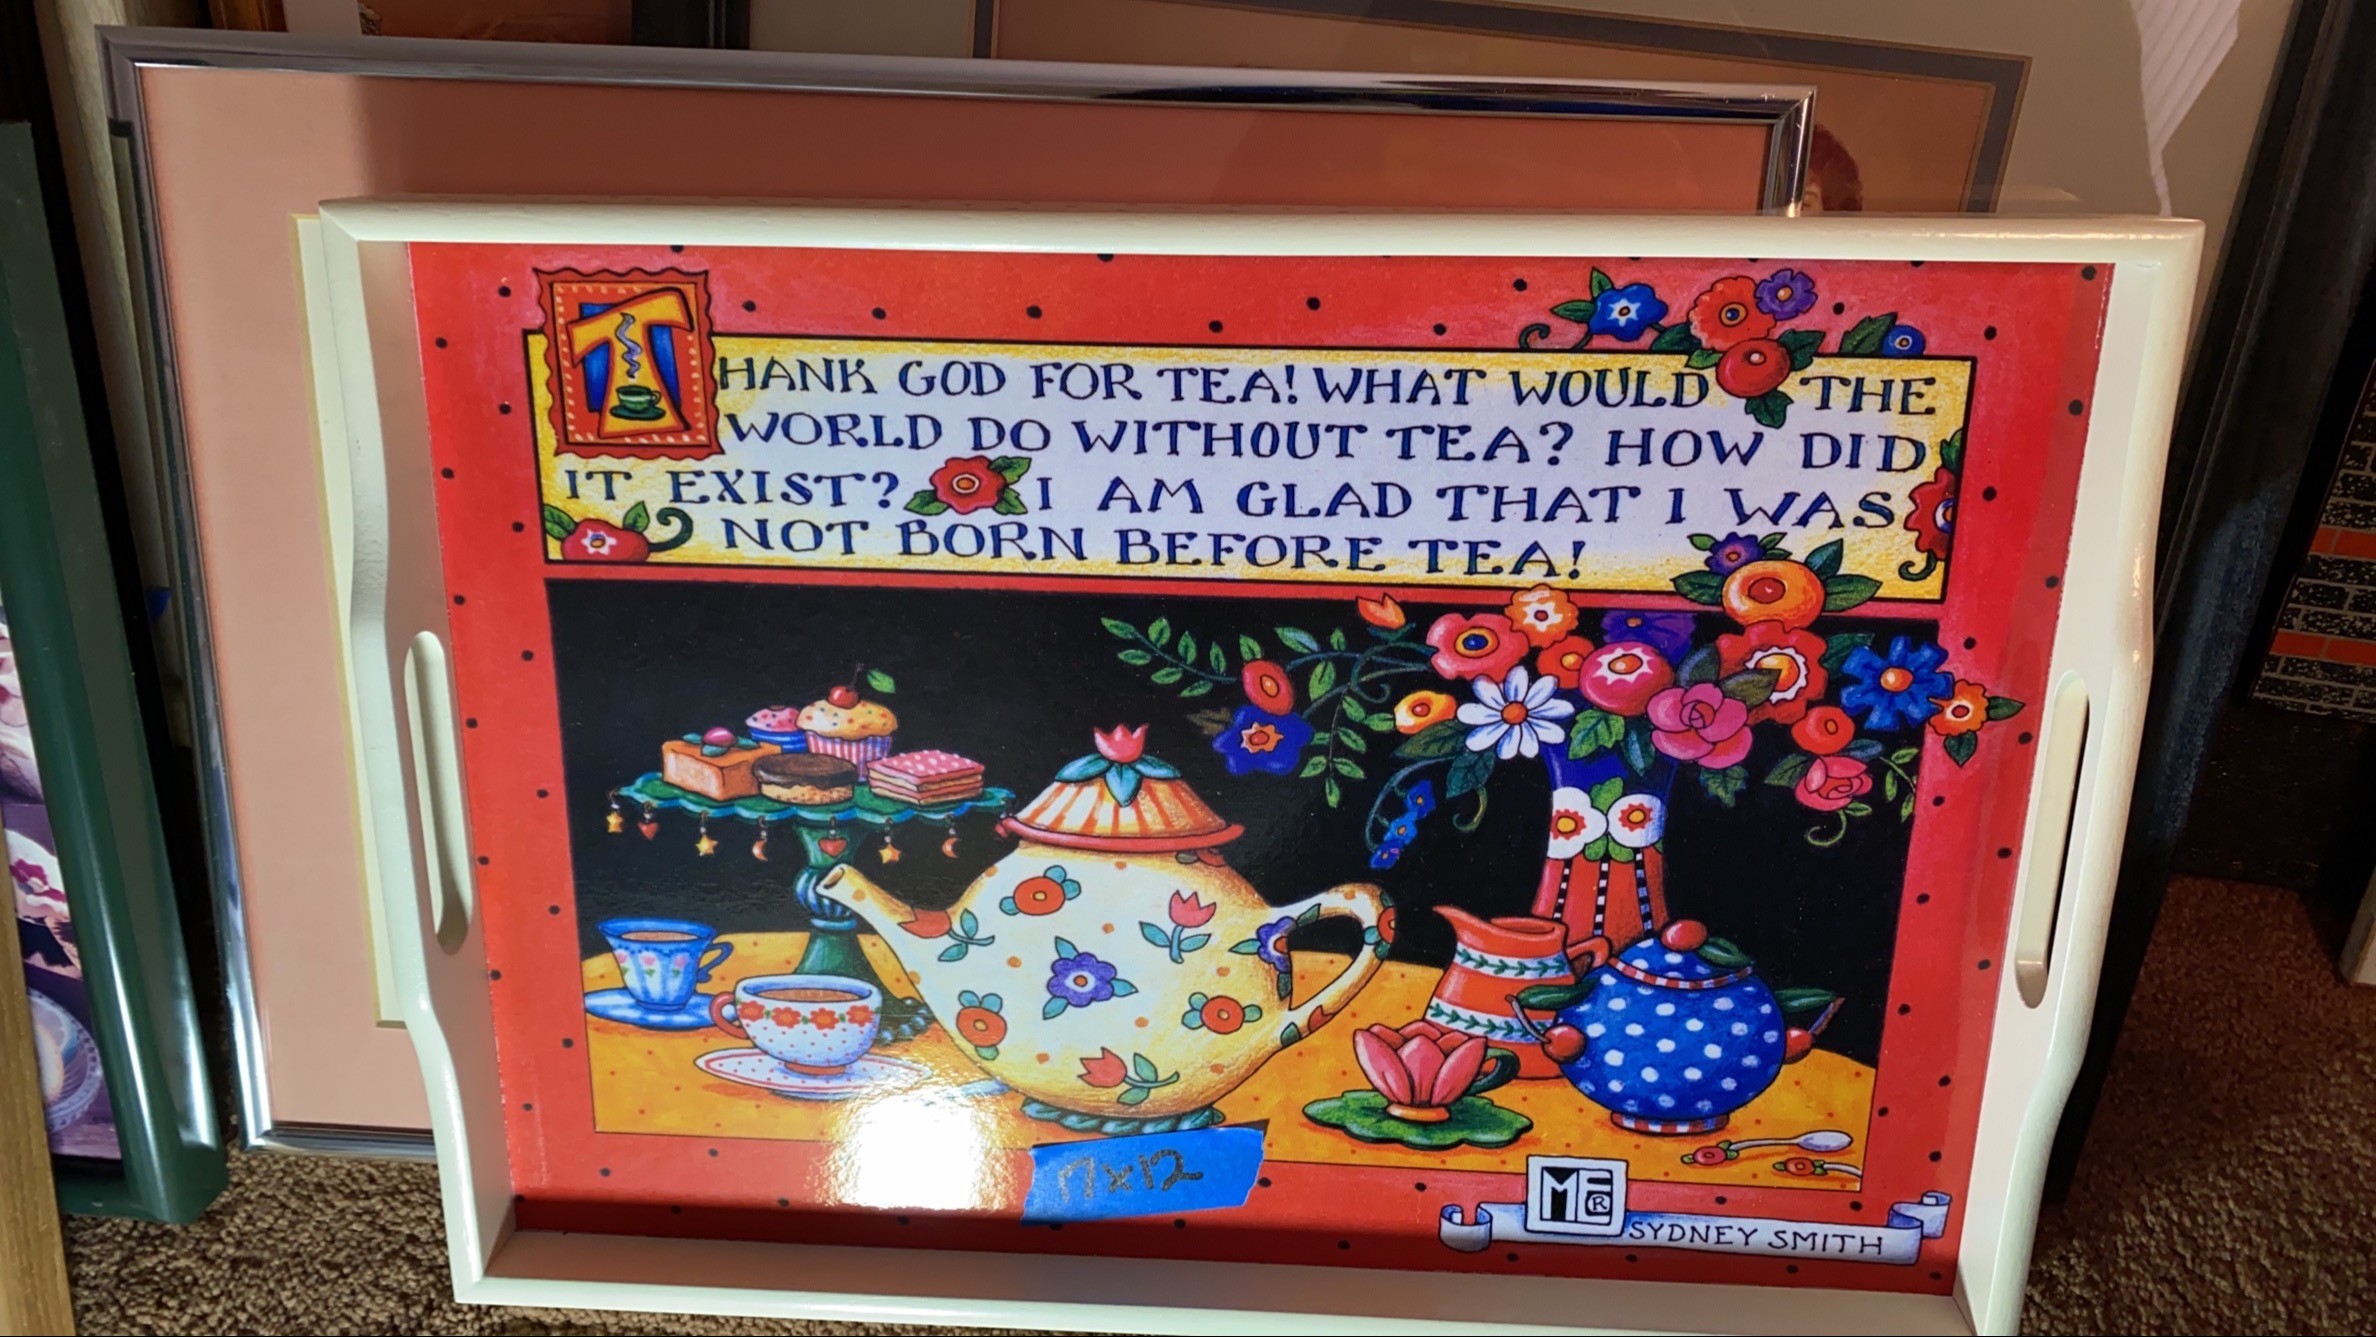 THANK GOD FOR TEA! WHAT WOULD THE
WORLD DO WITHOUT TEA? HOW DID
IT EXIST? I AM GLAD THAT I WAS
NOT BORN BEFORE TEA!
17x12
ME
R
SYDNEY SMITH